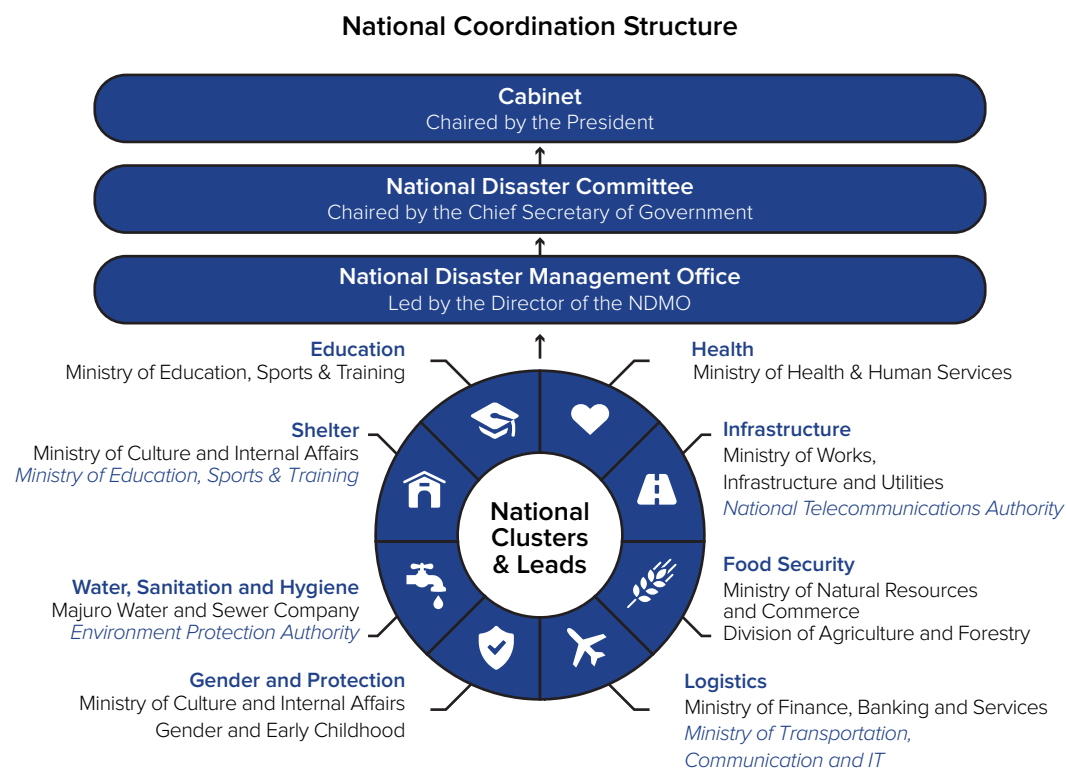 National Coordination Structure
Cabinet
Chaired by the President
National Disaster Committee
Chaired by the Chief Secretary of Government
National Disaster Management Office
Led by the Director of the NDMO
Education
Ministry of Education, Sports & Training
Health
Ministry of Health & Human Services
Shelter
Ministry of Culture and Internal Affairs
Ministry of Education, Sports & Training
Infrastructure
Ministry of Works,
Infrastructure and Utilities
National Telecommunications Authority
National
Clusters
& Leads
Water, Sanitation and Hygiene
Majuro Water and Sewer Company
Environment Protection Authority
Food Security
Ministry of Natural Resources
and Commerce
Division of Agriculture and Forestry
Gender and Protection
Ministry of Culture and Internal Affairs
Gender and Early Childhood
Logistics
Ministry of Finance, Banking and Services
Ministry of Transportation,
Communication and IT